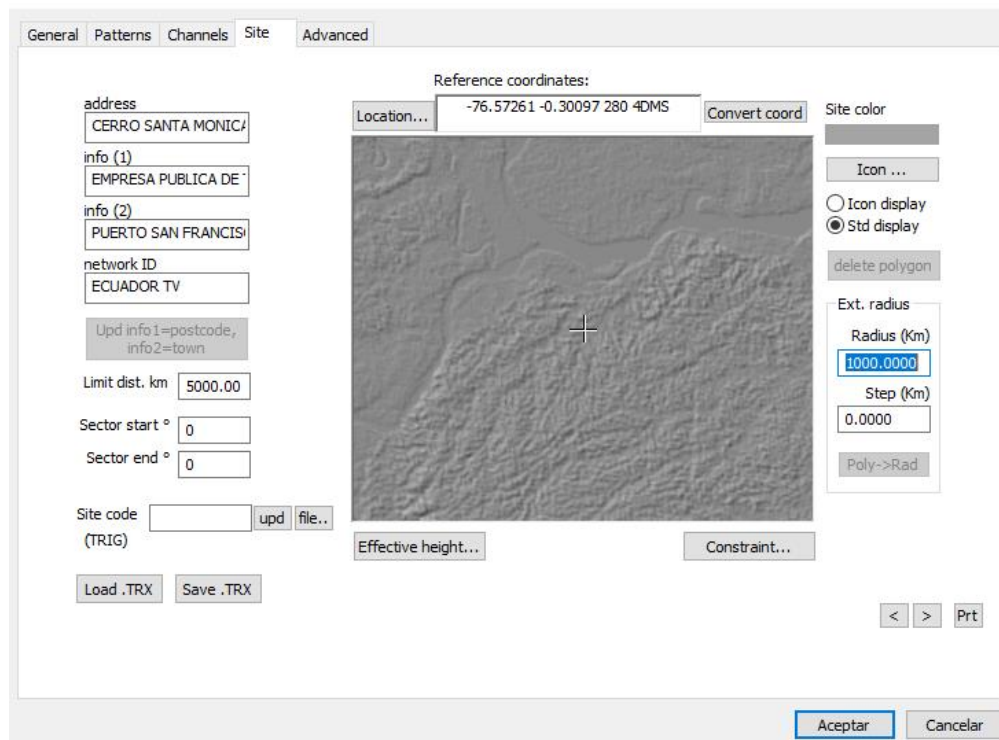 General Patterns Channels Site Advanced
Reference coordinates:
address
Location...
-76.57261 -0.30097 280 4DMS
Convert coord
Site color
CERRO SANTA MONICA
info (1)
EMPRESA PUBLICA DE
info (2)
PUERTO SAN FRANCIS
network ID
ECUADOR TV
Upd info1=postcode,
info2=town
Limit dist. km 5000.00
Sector start º 0
Sector end º 0
Site code
(TRIG)
upd file..
Load .TRX Save .TRX
Effective height... Constraint...
Icon ...
Icon display
Std display
delete polygon
Ext. radius
Radius (Km)
1000.0000
Step (Km)
0.0000
Poly->Rad
< > Prt
Aceptar Cancelar